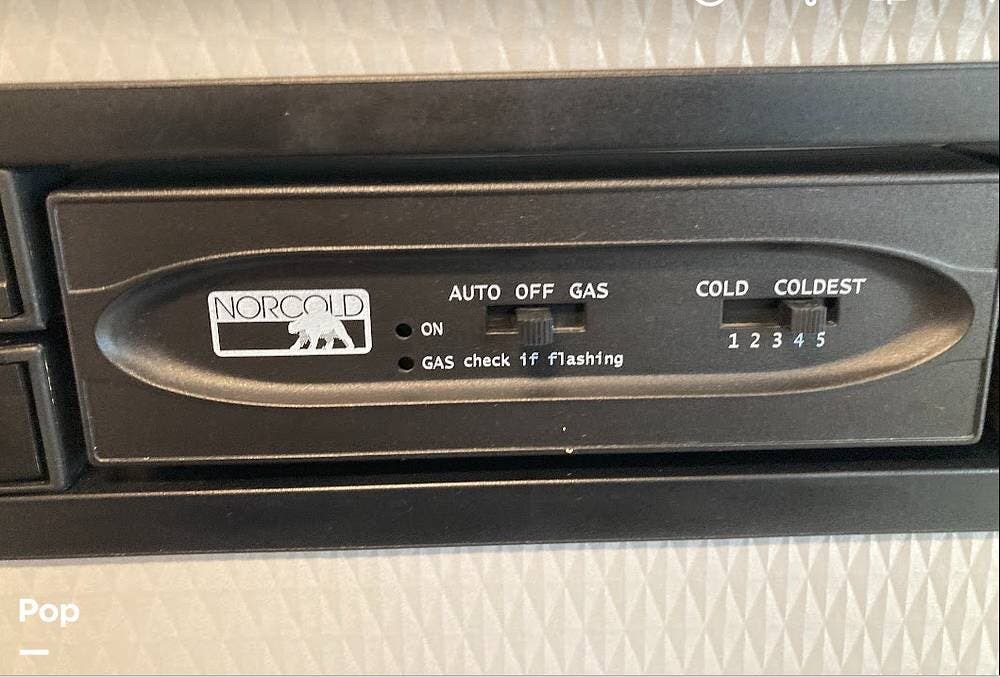 NORCOLD
AUTO OFF GAS
ON
GAS check if flashing
COLD COLDEST
1 2 3 4 5
Pop